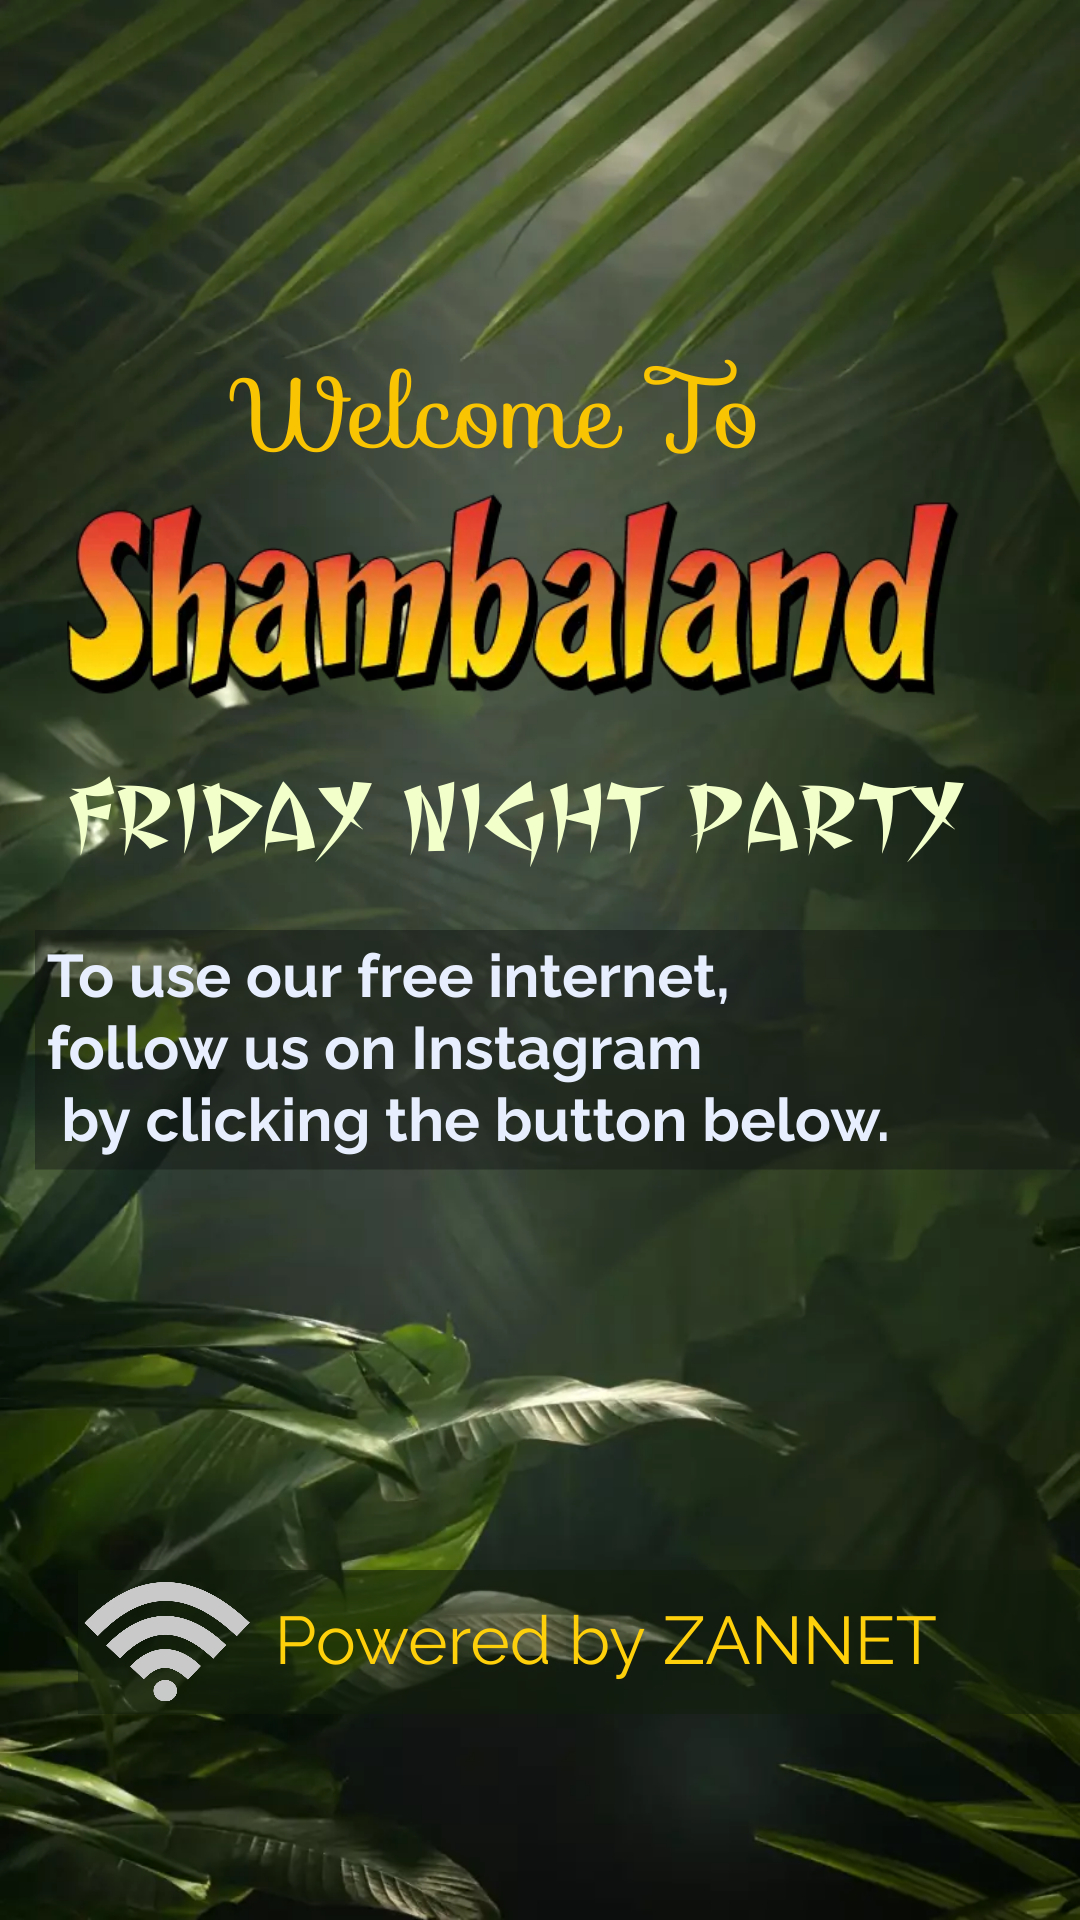 Welcome To
Shambaland
FRIDAY NIGHT PARTY
To use our free internet,
follow us on Instagram
by clicking the button below.
Powered by ZANNET